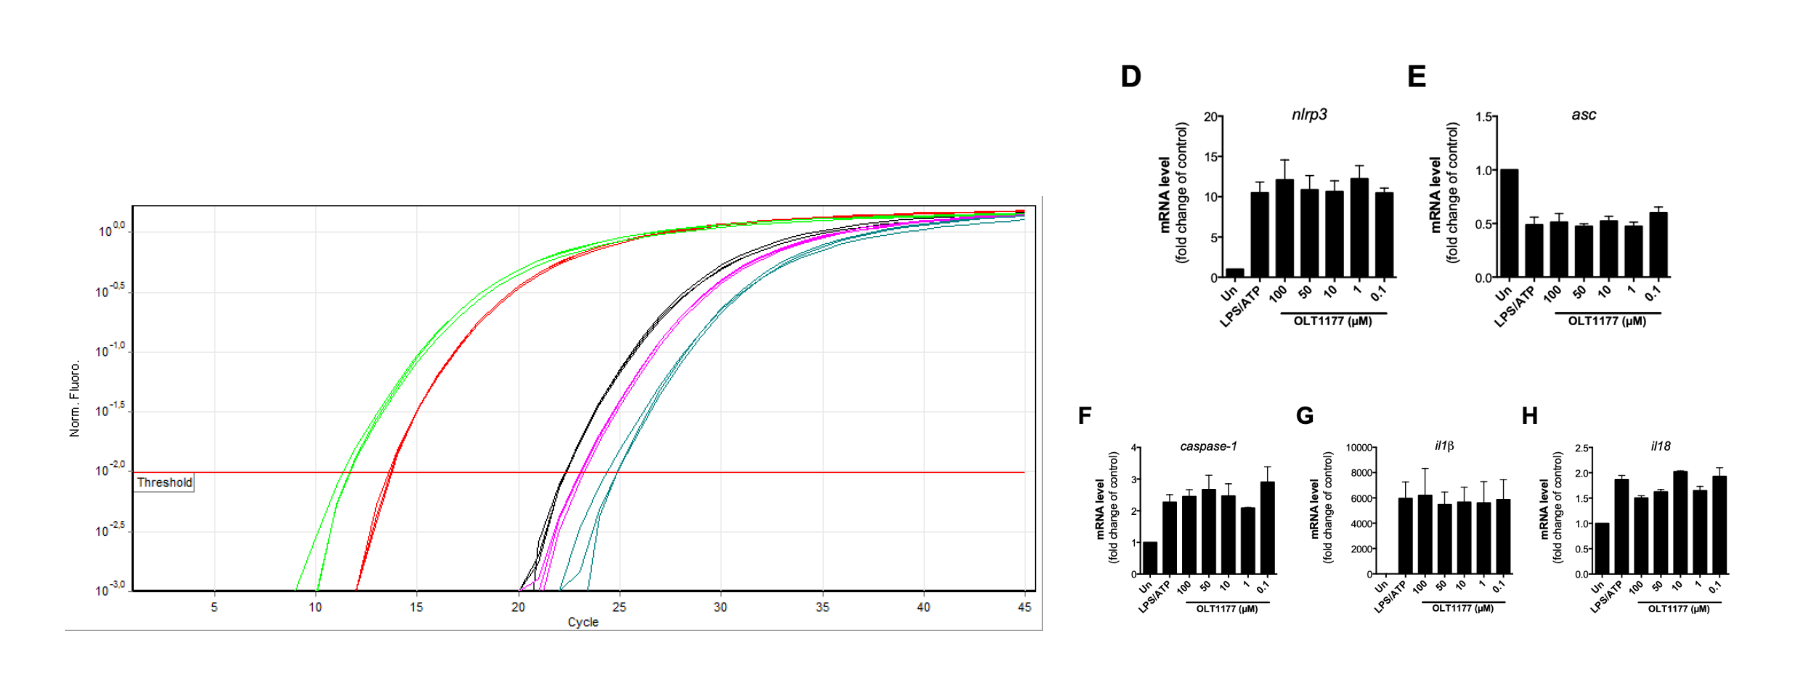 Norm. Fluoro.
10^0.0
10^-0.5
10^-1.0
10^-1.5
10^-2.0
10^-2.5
10^-3.0
Threshold
5 10 15 20 25 30 35 40 45
Cycle
D
nlrp3
mRNA level
(fold change of control)
20
15
10
5
0
Un LPS/ATP 100 50 10 1 0.1
OLT1177 (μM)
E
asc
mRNA level
(fold change of control)
1.5
1.0
0.5
0.0
Un LPS/ATP 100 50 10 1 0.1
OLT1177 (μM)
F
caspase-1
mRNA level
(fold change of control)
4
3
2
1
0
Un LPS/ATP 100 50 10 1 0.1
OLT1177 (μM)
G
il1β
mRNA level
(fold change of control)
10000
8000
6000
4000
2000
0
Un LPS/ATP 100 50 10 1 0.1
OLT1177 (μM)
H
il18
mRNA level
(fold change of control)
2.5
2.0
1.5
1.0
0.5
0.0
Un LPS/ATP 100 50 10 1 0.1
OLT1177 (μM)